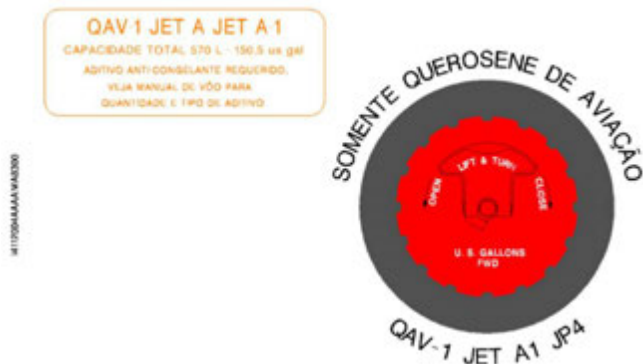 QAV-1 JET A JET A-1
CAPACIDADE TOTAL 570 L - 150,5 us gal
ADITIVO ANTI-CONGELANTE REQUERIDO,
VEJA MANUAL DE VÔO PARA
QUANTIDADE E TIPO DE ADITIVO
SOMENTE QUEROSENE DE AVIAÇÃO
LIFT & TURN
OPEN
CLOSE
U. S. GALLONS
FWD
QAV-1 JET A1 JP4